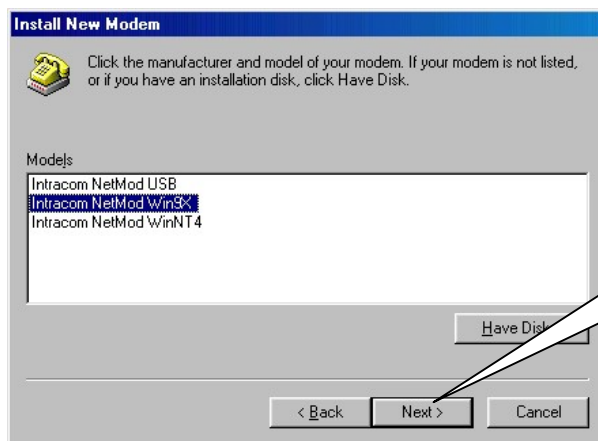 Install New Modem
Click the manufacturer and model of your modem. If your modem is not listed,
or if you have an installation disk, click Have Disk.
Models
Intracom NetMod USB
Intracom NetMod Win9X
Intracom NetMod WinNT4
Have Disk
< Back
Next >
Cancel